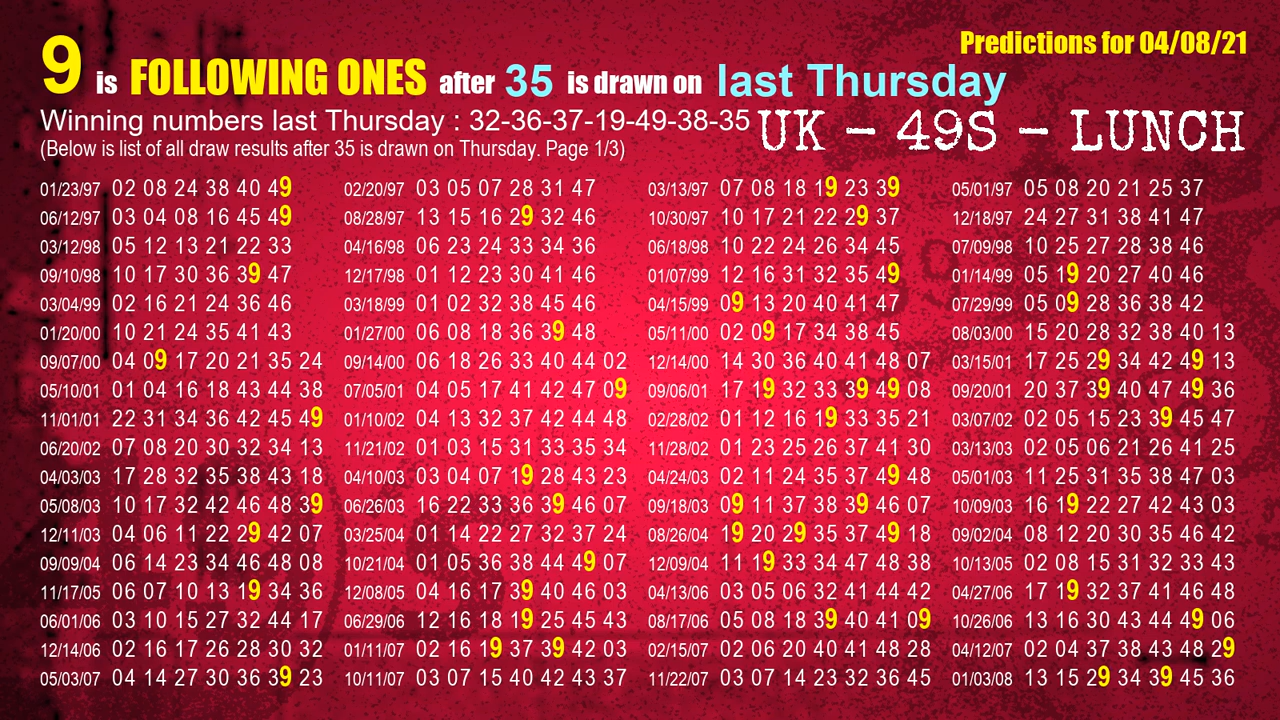 Predictions for 04/08/21
9 is FOLLOWING ONES after 35 is drawn on last Thursday
Winning numbers last Thursday : 32-36-37-19-49-38-35
UK - 49S - LUNCH
(Below is list of all draw results after 35 is drawn on Thursday. Page 1/3)
01/23/97 02 08 24 38 40 49 02/20/97 03 05 07 28 31 47 03/13/97 07 08 18 19 23 39 05/01/97 05 08 20 21 25 37
06/12/97 03 04 08 16 45 49 08/28/97 13 15 16 29 32 46 10/30/97 10 17 21 22 29 37 12/18/97 24 27 31 38 41 47
03/12/98 05 12 13 21 22 33 04/16/98 06 23 24 33 34 36 06/18/98 10 22 24 26 34 45 07/09/98 10 25 27 28 38 46
09/10/98 10 17 30 36 39 47 12/17/98 01 12 23 30 41 46 01/07/99 12 16 31 32 35 49 01/14/99 05 19 20 27 40 46
03/04/99 02 16 21 24 36 46 03/18/99 01 02 32 38 45 46 04/15/99 09 13 20 40 41 47 07/29/99 05 09 28 36 38 42
01/20/00 10 21 24 35 41 43 01/27/00 06 08 18 36 39 48 05/11/00 02 09 17 34 38 45 08/03/00 15 20 28 32 38 40 13
09/07/00 04 09 17 20 21 35 24 09/14/00 06 18 26 33 40 44 02 12/14/00 14 30 36 40 41 48 07 03/15/01 17 25 29 34 42 49 13
05/10/01 01 04 16 18 43 44 38 07/05/01 04 05 17 41 42 47 09 09/06/01 17 19 32 33 39 49 08 09/20/01 20 37 39 40 47 49 36
11/01/01 22 31 34 36 42 45 49 01/10/02 04 13 32 37 42 44 48 02/28/02 01 12 16 19 33 35 21 03/07/02 02 05 15 23 39 45 47
06/20/02 07 08 20 30 32 34 13 11/21/02 01 03 15 31 33 35 34 11/28/02 01 23 25 26 37 41 30 03/13/03 02 05 06 21 26 41 25
04/03/03 17 28 32 35 38 43 18 04/10/03 03 04 07 19 28 43 23 04/24/03 02 11 24 35 37 49 48 05/01/03 11 25 31 35 38 47 03
05/08/03 10 17 32 42 46 48 39 06/26/03 16 22 33 36 39 46 07 09/18/03 09 11 37 38 39 46 07 10/09/03 16 19 22 27 42 43 03
12/11/03 04 06 11 22 29 42 07 03/25/04 01 14 22 27 32 37 24 08/26/04 19 20 29 35 37 49 18 09/02/04 08 12 20 30 35 46 42
09/09/04 06 14 23 34 46 48 08 10/21/04 01 05 36 38 44 49 07 12/09/04 11 19 33 34 47 48 38 10/13/05 02 08 15 31 32 33 48
11/17/05 06 07 10 13 19 34 36 12/08/05 04 16 17 39 40 46 03 04/13/06 03 05 06 32 41 44 42 04/27/06 17 19 32 37 41 46 48
06/01/06 03 10 15 27 32 44 17 06/29/06 12 16 18 19 25 45 43 08/17/06 05 08 18 39 40 41 09 10/26/06 13 16 30 43 44 49 06
12/14/06 02 16 17 26 28 30 32 01/11/07 02 16 19 37 39 42 03 02/15/07 02 20 40 41 48 28 04/12/07 02 04 37 38 43 48 29
05/03/07 04 14 27 30 36 39 23 10/11/07 03 07 15 40 42 43 37 11/22/07 03 07 14 23 32 36 45 01/03/08 13 15 29 34 39 45 36